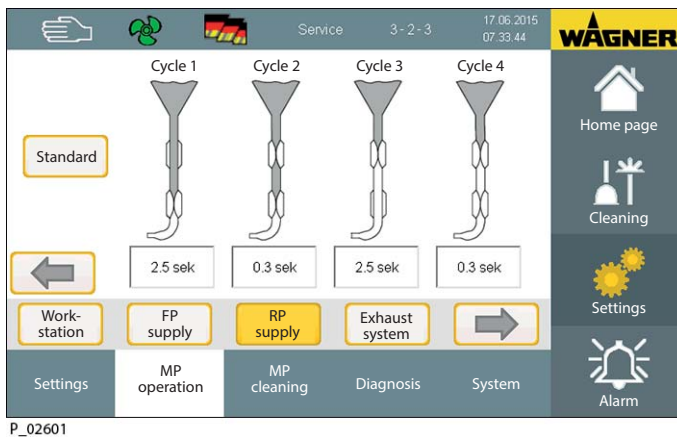 Service 3-2-3 17.06.2015
07.33.44
WAGNER
Cycle 1 Cycle 2 Cycle 3 Cycle 4
Standard
2.5 sek 0.3 sek 2.5 sek 0.3 sek
Work-
station
FP
supply
RP
supply
Exhaust
system
Settings
MP
operation
MP
cleaning
Diagnosis
System
Home page
Cleaning
Settings
Alarm
P_02601